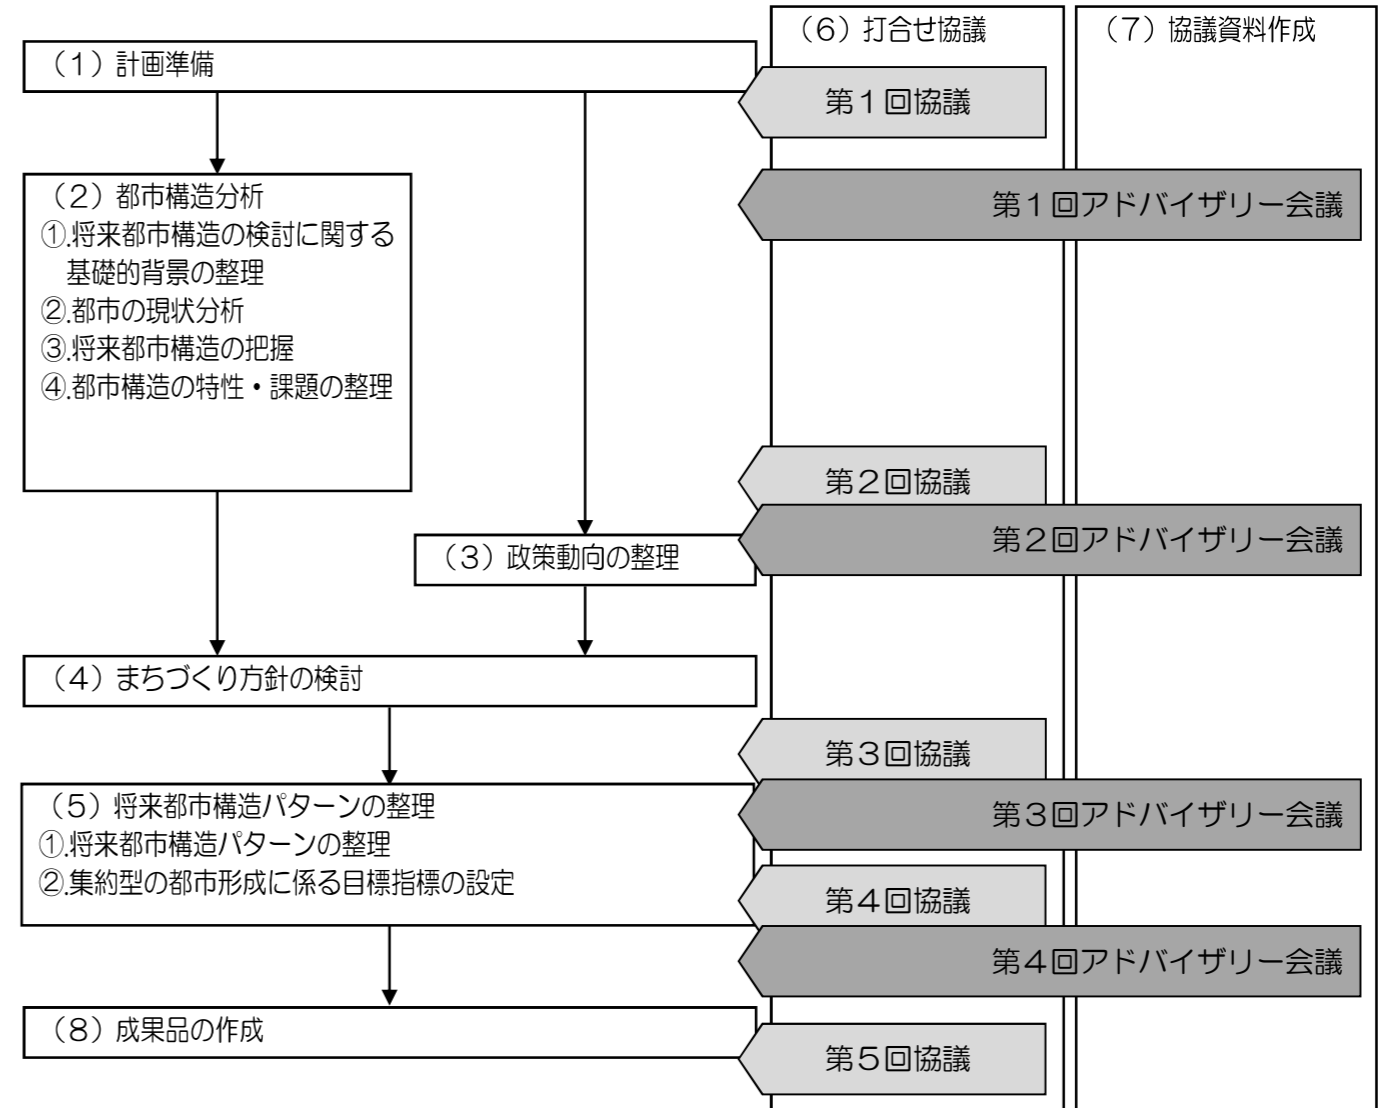 （6）打合せ協議
（7）協議資料作成
（1）計画準備
第1回協議
第1回アドバイザリー会議
（2）都市構造分析
①.将来都市構造の検討に関する
基礎的背景の整理
②.都市の現状分析
③.将来都市構造の把握
④.都市構造の特性・課題の整理
第2回協議
第2回アドバイザリー会議
（3）政策動向の整理
（4）まちづくり方針の検討
第3回協議
第3回アドバイザリー会議
（5）将来都市構造パターンの整理
①.将来都市構造パターンの整理
②.集約型の都市形成に係る目標指標の設定
第4回協議
第4回アドバイザリー会議
（8）成果品の作成
第5回協議